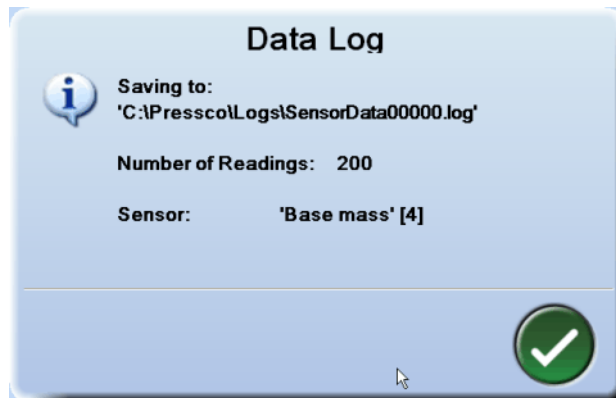 Data Log
Saving to:
'C:\Pressco\Logs\SensorData00000.log'
Number of Readings: 200
Sensor: 'Base mass' [4]